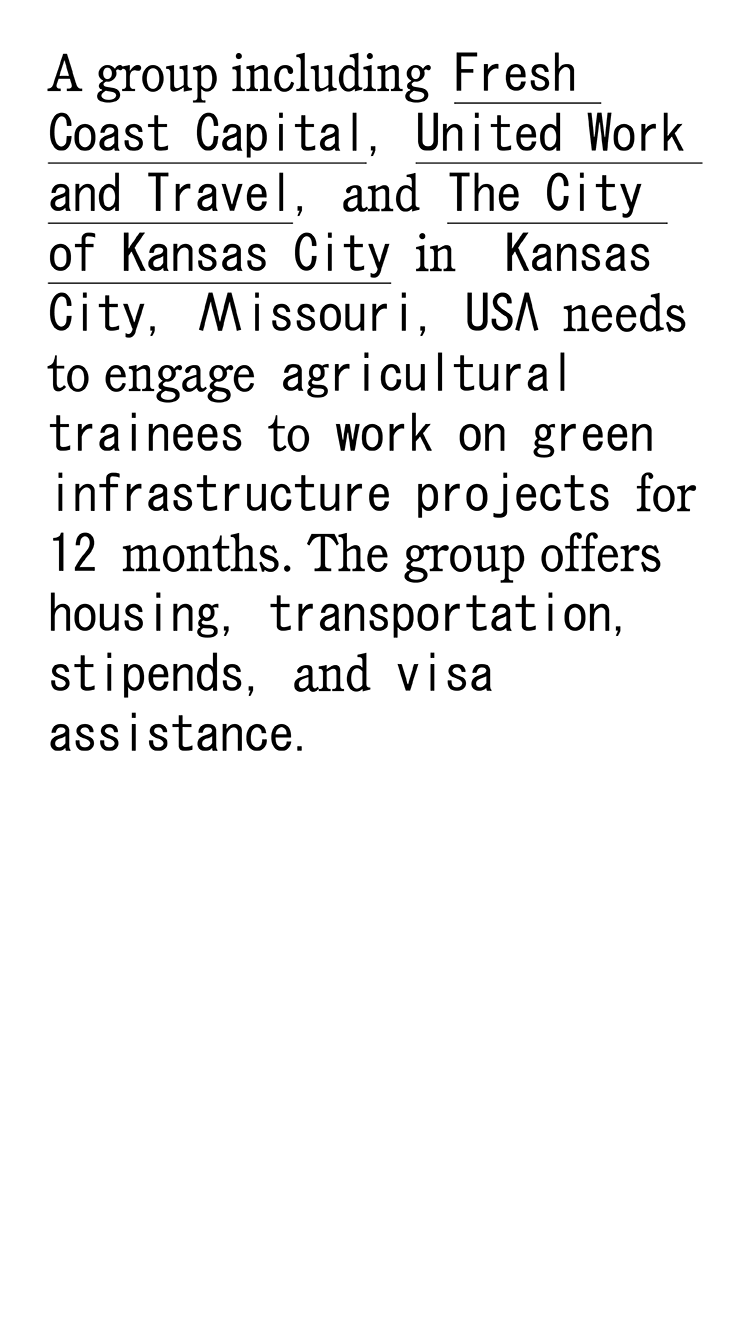 A group including Fresh
Coast Capital, United Work
and Travel, and The City
of Kansas City in Kansas
City, Missouri, USA needs
to engage agricultural
trainees to work on green
infrastructure projects for
12 months. The group offers
housing, transportation,
stipends, and visa
assistance.